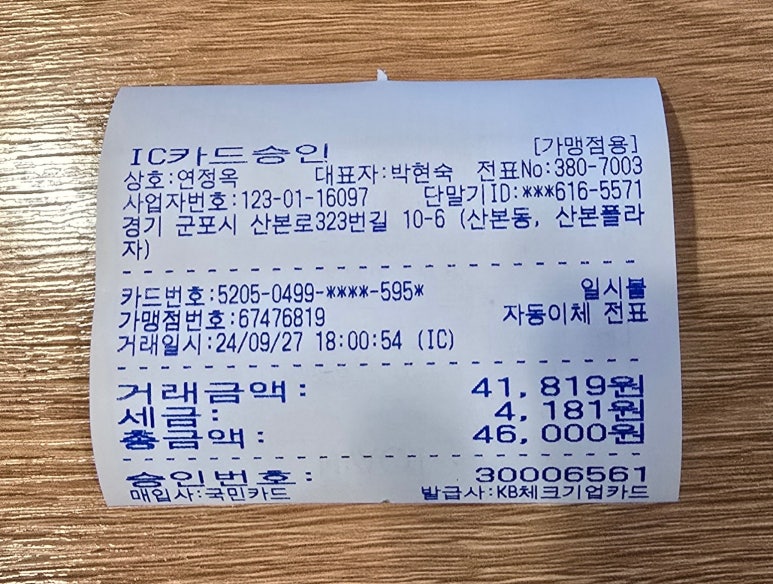 IC카드승인 [가맹점용]
상호:연정옥 대표자:박현숙 전표No:380-7003
사업자번호:123-01-16097 단말기ID:***616-5571
경기 군포시 산본로323번길 10-6 (산본동, 산본플라
자)
카드번호:5205-0499-****-595* 일시불
가맹점번호:67476819 자동이체 전표
거래일시:24/09/27 18:00:54 (IC)
거래금액: 41,819원
세금: 4,181원
총금액: 46,000원
승인번호: 30006561
매입사:국민카드 발급사:KB체크기업카드